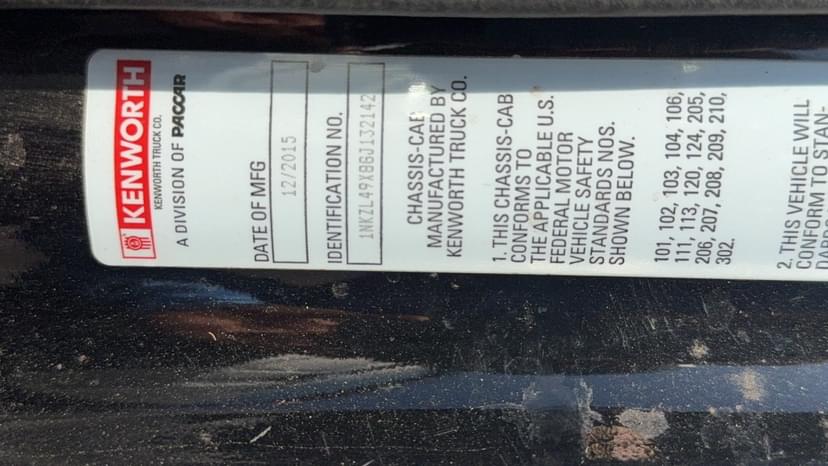 KENWORTH
KENWORTH TRUCK CO.
A DIVISION OF PACCAR
DATE OF MFG
12/2015
IDENTIFICATION NO.
1NKZL49X8GJ132142
CHASSIS-CAB
MANUFACTURED BY
KENWORTH TRUCK CO.
1. THIS CHASSIS-CAB
CONFORMS TO
THE APPLICABLE U.S.
FEDERAL MOTOR
VEHICLE SAFETY
STANDARDS NOS.
SHOWN BELOW.
101, 102, 103, 104, 106,
111, 113, 120, 124, 205,
206, 207, 208, 209, 210,
302.
2. THIS VEHICLE WILL
CONFORM TO STAN-